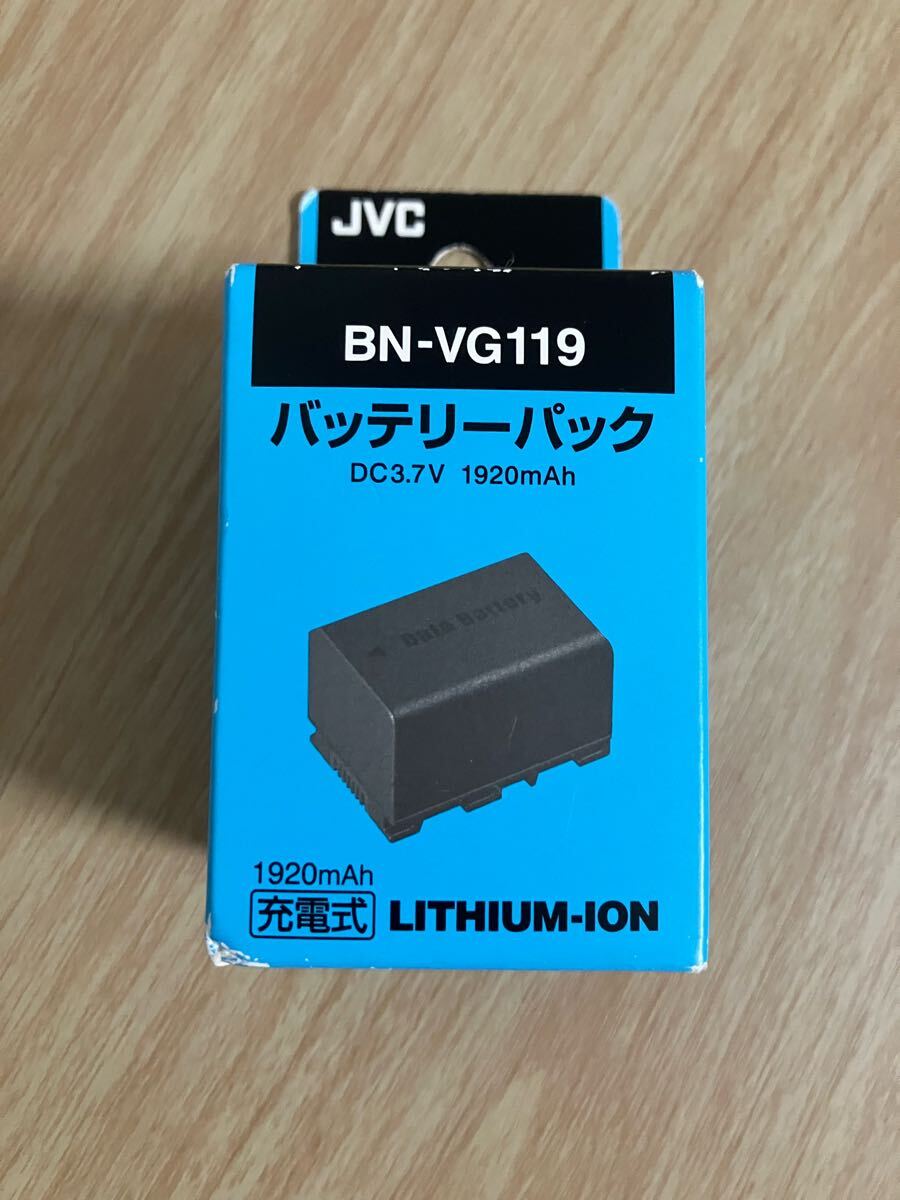 JVC
BN-VG119
バッテリーパック
DC3.7V 1920mAh
Data Battery
1920mAh
充電式 LITHIUM-ION